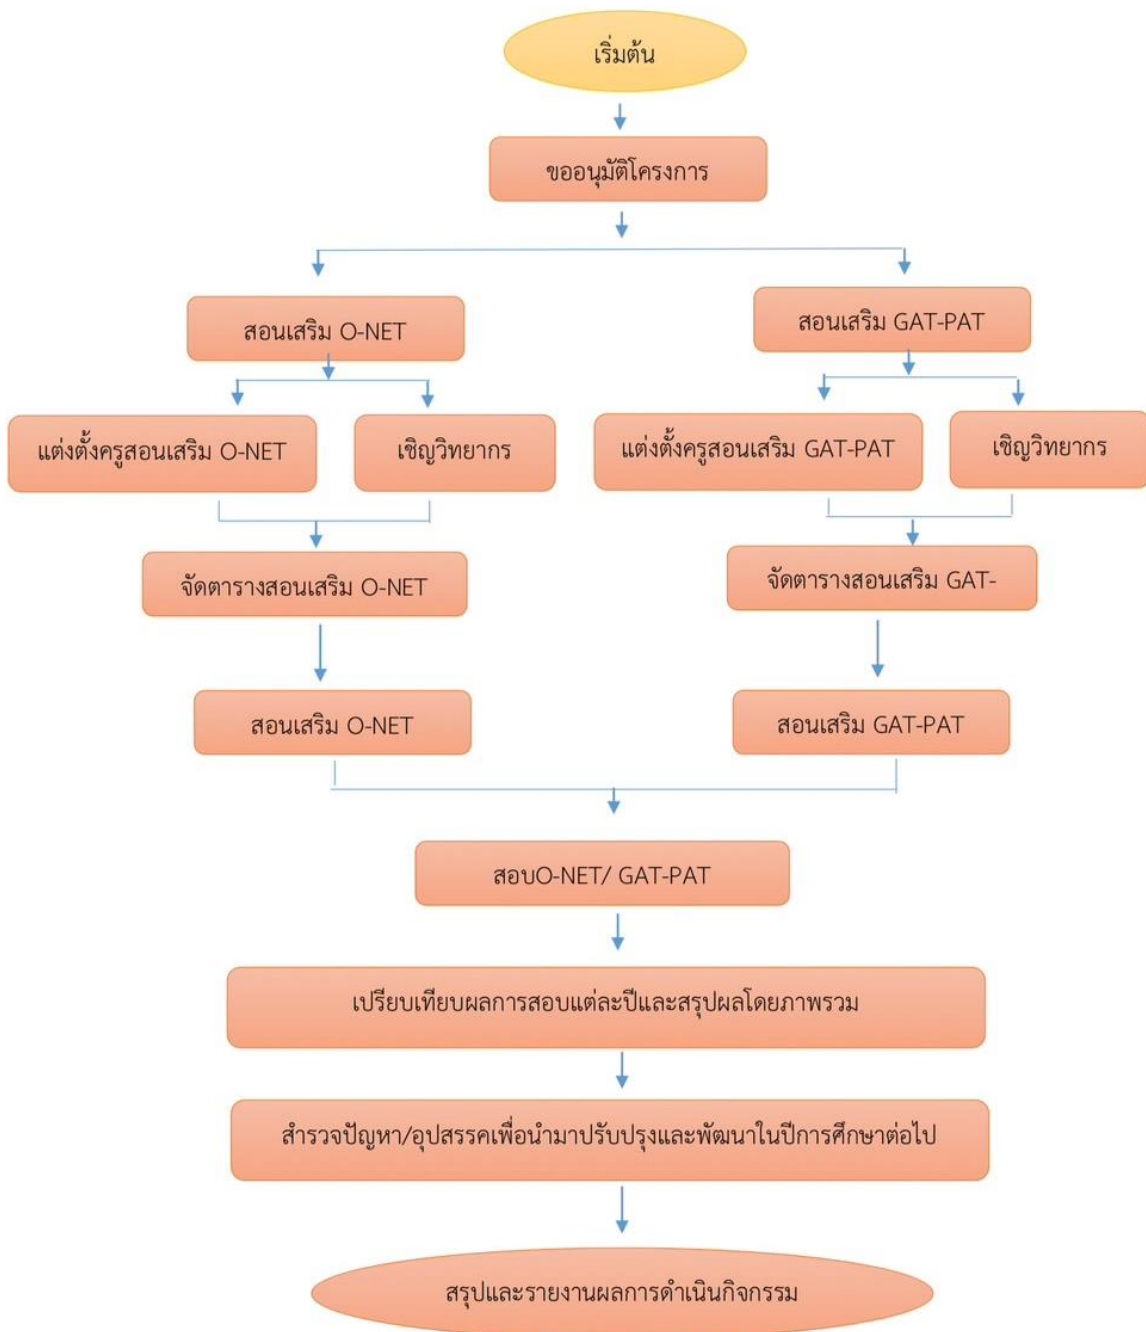 เริ่มต้น
ขออนุมัติโครงการ
สอนเสริม O-NET
สอนเสริม GAT-PAT
แต่งตั้งครูสอนเสริม O-NET
เชิญวิทยากร
แต่งตั้งครูสอนเสริม GAT-PAT
เชิญวิทยากร
จัดตารางสอนเสริม O-NET
จัดตารางสอนเสริม GAT-
สอนเสริม O-NET
สอนเสริม GAT-PAT
สอบO-NET/ GAT-PAT
เปรียบเทียบผลการสอบแต่ละปีและสรุปผลโดยภาพรวม
สำรวจปัญหา/อุปสรรคเพื่อนำมาปรับปรุงและพัฒนาในปีการศึกษาต่อไป
สรุปและรายงานผลการดำเนินกิจกรรม